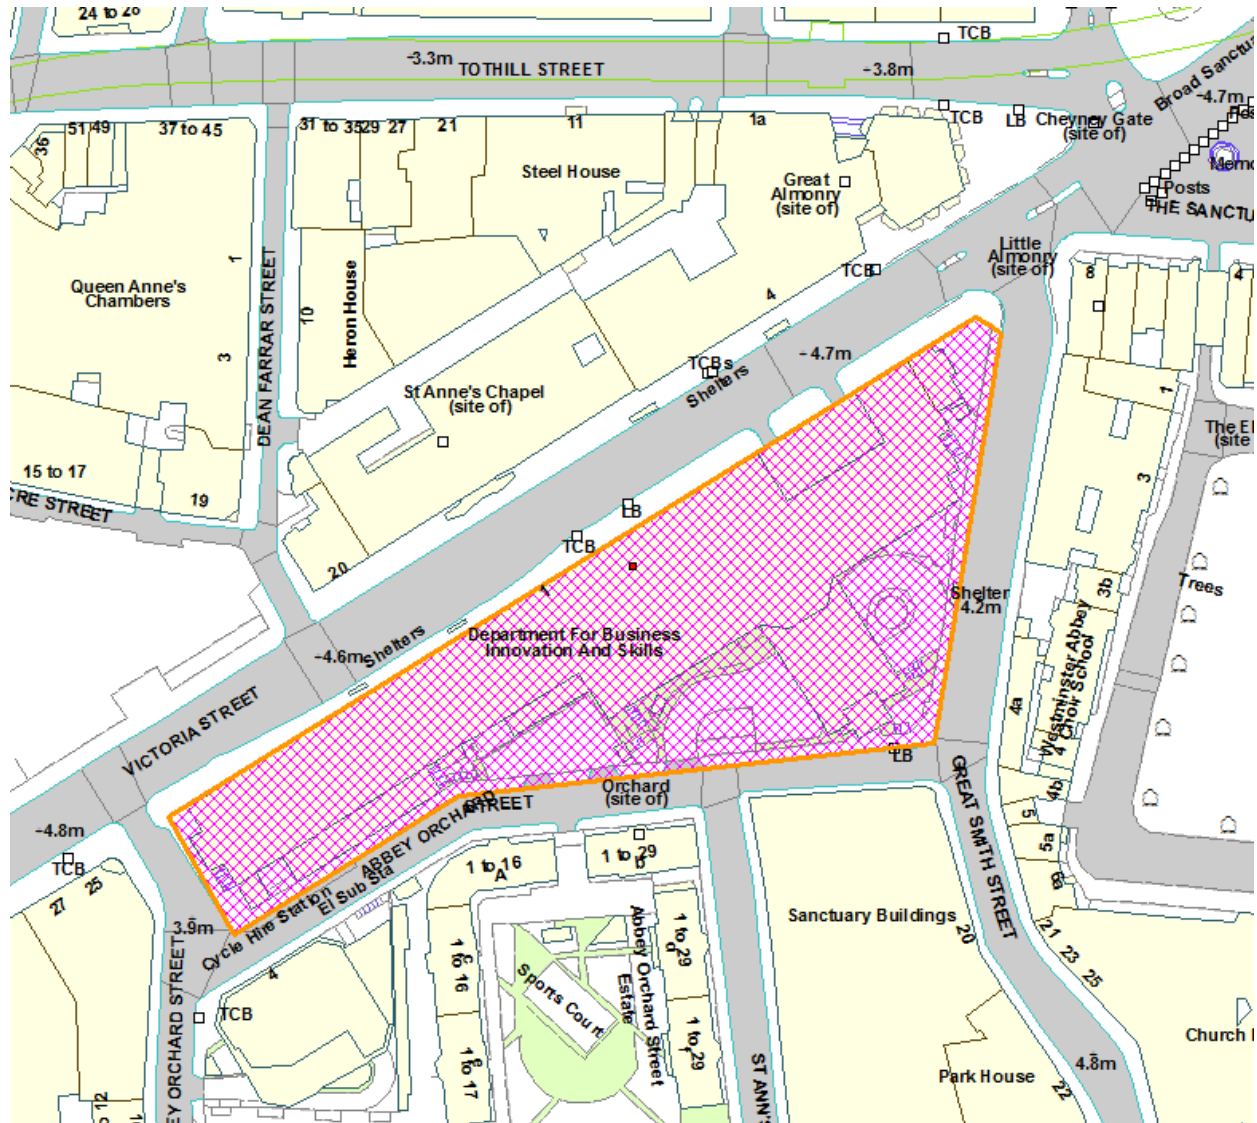 24 to 28
TCB
-3.3m
TOTHILL STREET
-3.8m
Broad Sanctua
-4.7m
51
49
37 to 45
31 to 35
29
27
21
11
1a
TCB
LB
Cheyney Gate
(site of)
36
Steel House
Great
Almonry
(site of)
Memo
Posts
THE SANCTU
Queen Anne's
Chambers
1
DEAN FARRAR STREET
3
10
Heron House
TCB
Little
Almonry
(site of)
8
4
4
-4.7m
TCBs
Shelters
St Anne's Chapel
(site of)
1
The El
(site
3
15 to 17
19
CRE STREET
LB
TCB
20
1
Shelter
4.2m
3b
Trees
Department For Business
Innovation And Skills
Shelters
-4.6m
VICTORIA STREET
Westminster Abbey
Choir School
4
4a
4b
5
5a
6a
LB
GREAT SMITH STREET
Orchard
(site of)
ABBEY ORCHARD STREET
El Sub Sta
Cycle Hire Station
-4.8m
TCB
27
25
3.9m
4
1 to 16
A
1 to 29
b
Sanctuary Buildings
20
21
23
25
1 to 16
c
Sports Court
Abbey Orchard Street
Estate
1 to 29
d
TCB
EY ORCHARD STREET
1 to 17
e
1 to 29
f
ST ANN'S
Park House
22
4.8m
Church
to 12